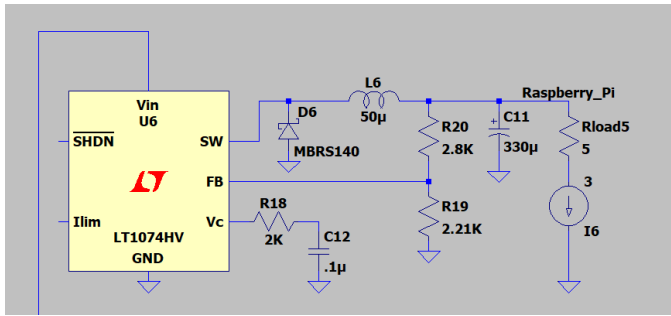 Vin
U6
SHDN
SW
FB
Ilim
Vc
LT1074HV
GND
D6
MBRS140
L6
50µ
R20
2.8K
C11
330µ
Raspberry_Pi
Rload5
5
3
I6
R18
2K
C12
.1µ
R19
2.21K
+